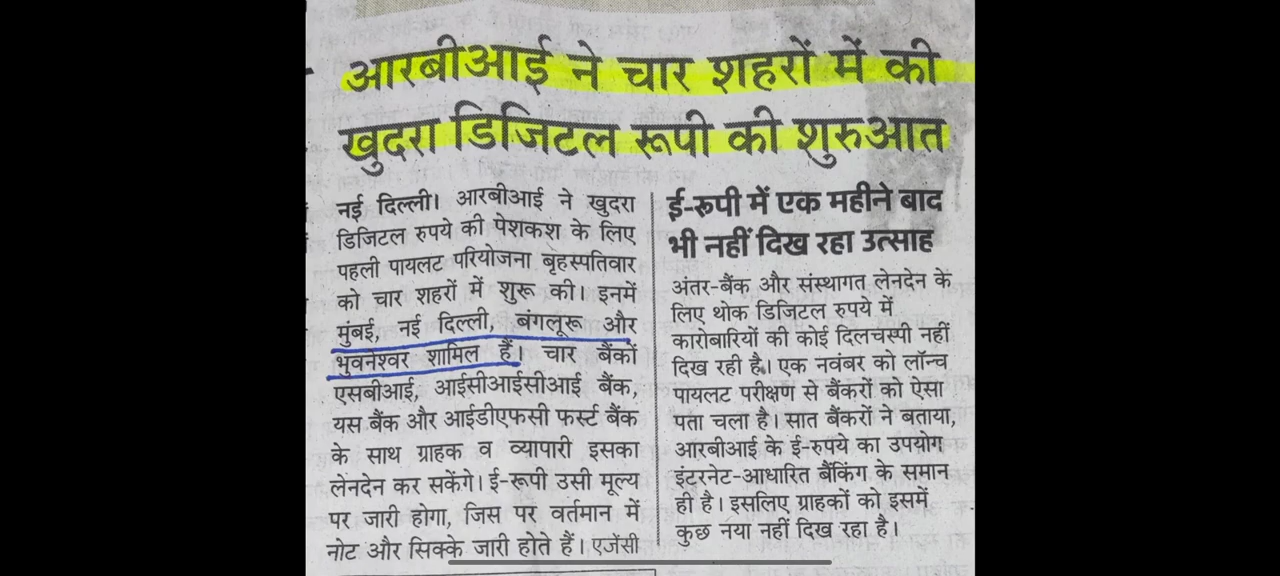 आरबीआई ने चार शहरों में की
खुदरा डिजिटल रूपी की शुरुआत
नई दिल्ली। आरबीआई ने खुदरा
डिजिटल रुपये की पेशकश के लिए
पहली पायलट परियोजना बृहस्पतिवार
को चार शहरों में शुरू की। इनमें
मुंबई, नई दिल्ली, बंगलूरू और
भुवनेश्वर शामिल हैं। चार बैंकों
एसबीआई, आईसीआईसीआई बैंक,
यस बैंक और आईडीएफसी फर्स्ट बैंक
के साथ ग्राहक व व्यापारी इसका
लेनदेन कर सकेंगे। ई-रूपी उसी मूल्य
पर जारी होगा, जिस पर वर्तमान में
नोट और सिक्के जारी होते हैं। एजेंसी
ई-रूपी में एक महीने बाद
भी नहीं दिख रहा उत्साह
अंतर-बैंक और संस्थागत लेनदेन के
लिए थोक डिजिटल रुपये में
कारोबारियों की कोई दिलचस्पी नहीं
दिख रही है। एक नवंबर को लॉन्च
पायलट परीक्षण से बैंकरों को ऐसा
पता चला है। सात बैंकरों ने बताया,
आरबीआई के ई-रुपये का उपयोग
इंटरनेट-आधारित बैंकिंग के समान
ही है। इसलिए ग्राहकों को इसमें
कुछ नया नहीं दिख रहा है।